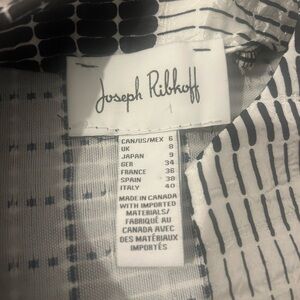 Joseph Ribkoff
CAN/US/MEX 6
UK 8
JAPAN 9
GER 34
FRANCE 36
SPAIN 38
ITALY 40
MADE IN CANADA
WITH IMPORTED
MATERIALS/
FABRIQUÉ AU
CANADA AVEC
DES MATÉRIAUX
IMPORTÉS